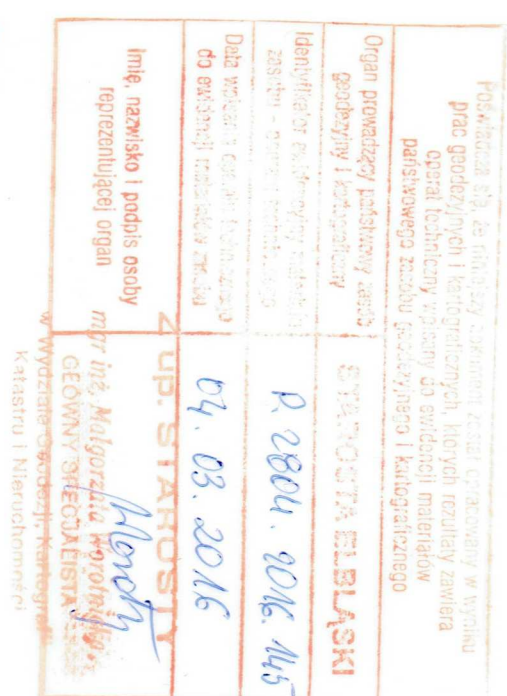 Poświadcza się, że niniejszy dokument został opracowany w wyniku
prac geodezyjnych i kartograficznych, których rezultaty zawiera
operat techniczny wpisany do ewidencji materiałów
państwowego zasobu geodezyjnego i kartograficznego
Organ prowadzący państwowy zasób
geodezyjny i kartograficzny
STAROSTA ELBLĄSKI
Identyfikator ewidencyjny materiału
zasobu – operatu technicznego
P. 2804. 2016. 145
Data wpisania operatu technicznego
do ewidencji materiałów zasobu
04. 03. 2016
Imię, nazwisko i podpis osoby
reprezentującej organ
Z up. STAROSTY
mgr inż. Małgorzata
GŁÓWNY SPECJALISTA
w Wydziale Geodezji, Kartografii
Katastru i Nieruchomości